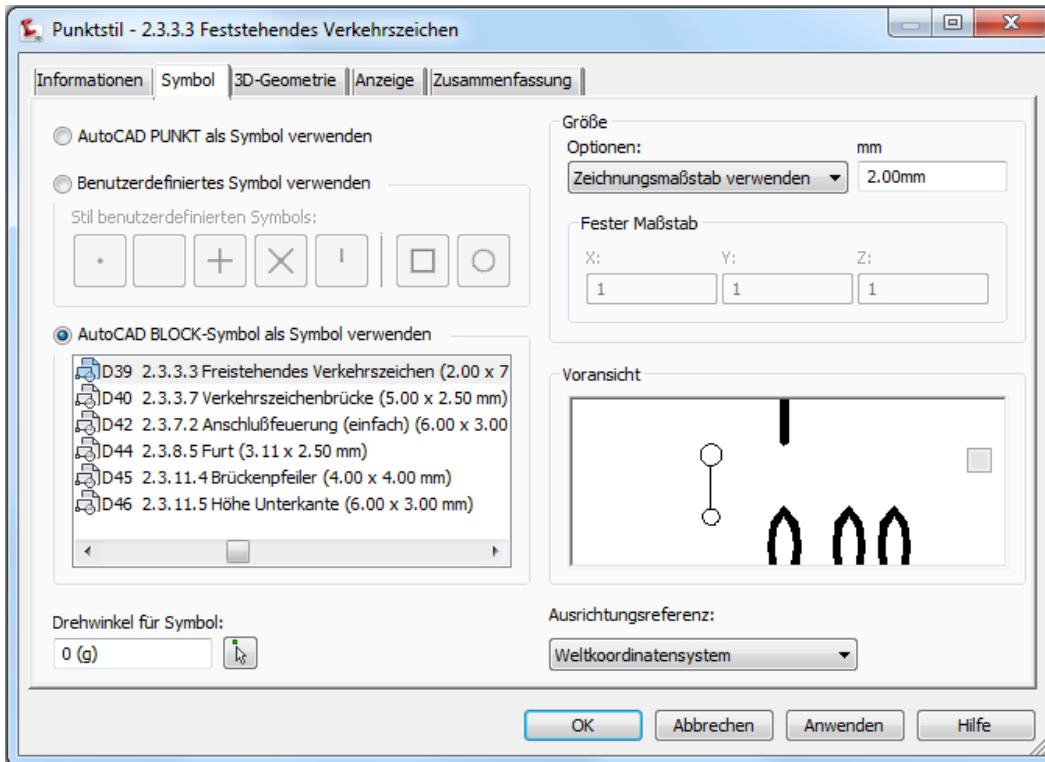 Punktstil - 2.3.3.3 Feststehendes Verkehrszeichen
Informationen Symbol 3D-Geometrie Anzeige Zusammenfassung
AutoCAD PUNKT als Symbol verwenden
Benutzerdefiniertes Symbol verwenden
Stil benutzerdefinierten Symbols:
AutoCAD BLOCK-Symbol als Symbol verwenden
D39 2.3.3.3 Freistehendes Verkehrszeichen (2.00 x 7
D40 2.3.3.7 Verkehrszeichenbrücke (5.00 x 2.50 mm)
D42 2.3.7.2 Anschlußfeuerung (einfach) (6.00 x 3.00
D44 2.3.8.5 Furt (3.11 x 2.50 mm)
D45 2.3.11.4 Brückenpfeiler (4.00 x 4.00 mm)
D46 2.3.11.5 Höhe Unterkante (6.00 x 3.00 mm)
Drehwinkel für Symbol:
0 (g)
Größe
Optionen: mm
Zeichnungsmaßstab verwenden 2.00mm
Fester Maßstab
X: Y: Z:
1 1 1
Voransicht
Ausrichtungsreferenz:
Weltkoordinatensystem
OK Abbrechen Anwenden Hilfe